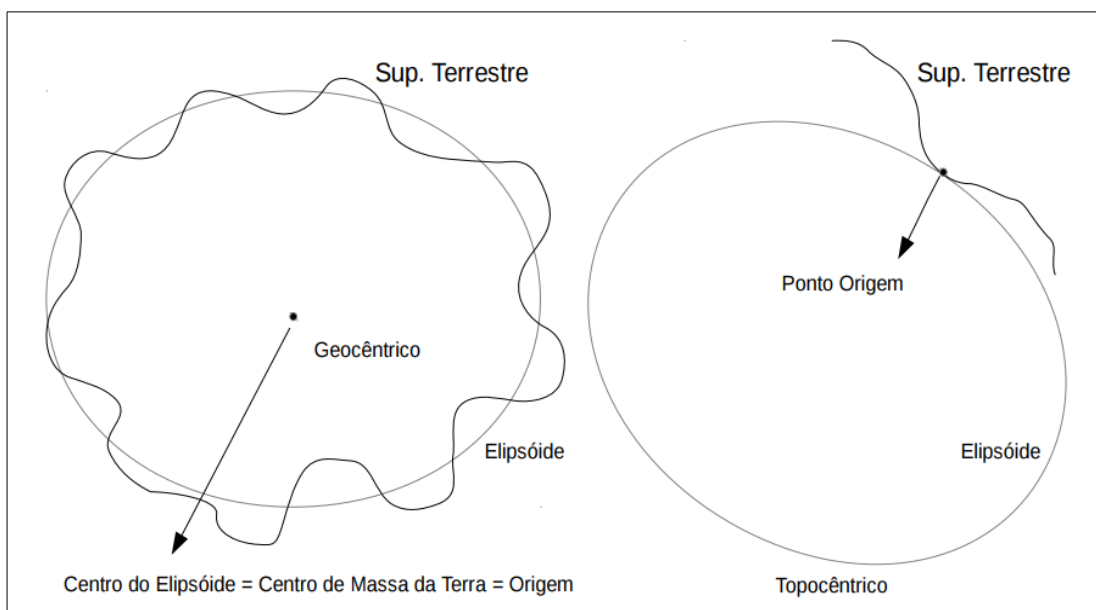 Sup. Terrestre
Geocêntrico
Elipsóide
Centro do Elipsóide = Centro de Massa da Terra = Origem
Sup. Terrestre
Ponto Origem
Elipsóide
Topocêntrico